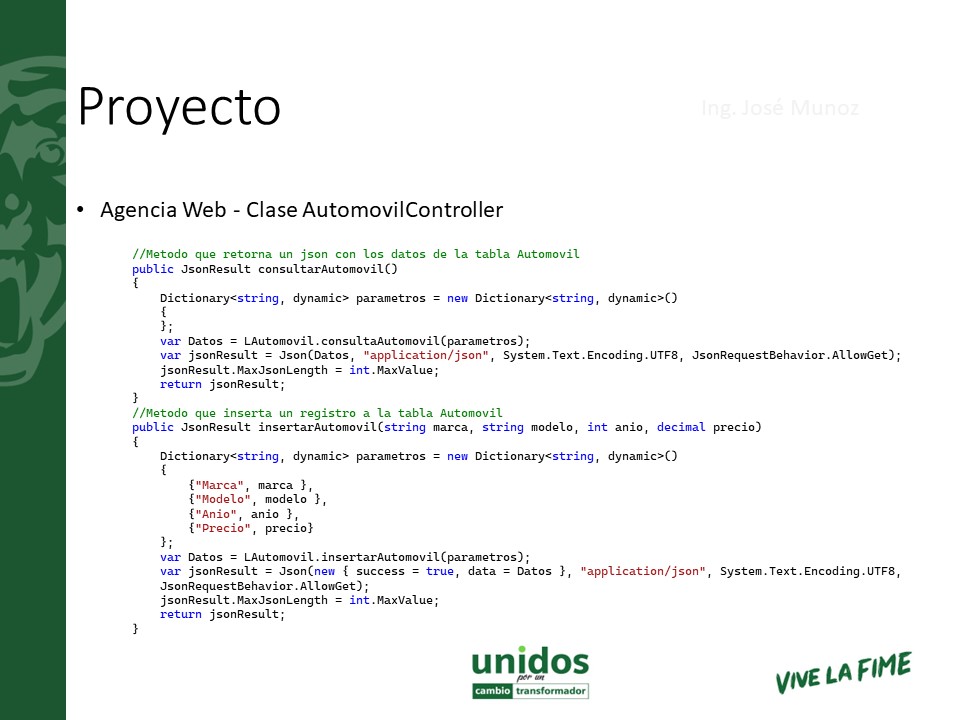 Proyecto
Ing. José Munoz
• Agencia Web - Clase AutomovilController
//Metodo que retorna un json con los datos de la tabla Automovil
public JsonResult consultarAutomovil()
{
    Dictionary<string, dynamic> parametros = new Dictionary<string, dynamic>()
    {
    };
    var Datos = LAutomovil.consultaAutomovil(parametros);
    var jsonResult = Json(Datos, "application/json", System.Text.Encoding.UTF8, JsonRequestBehavior.AllowGet);
    jsonResult.MaxJsonLength = int.MaxValue;
    return jsonResult;
}
//Metodo que inserta un registro a la tabla Automovil
public JsonResult insertarAutomovil(string marca, string modelo, int anio, decimal precio)
{
    Dictionary<string, dynamic> parametros = new Dictionary<string, dynamic>()
    {
        {"Marca", marca },
        {"Modelo", modelo },
        {"Anio", anio },
        {"Precio", precio}
    };
    var Datos = LAutomovil.insertarAutomovil(parametros);
    var jsonResult = Json(new { success = true, data = Datos }, "application/json", System.Text.Encoding.UTF8,
    JsonRequestBehavior.AllowGet);
    jsonResult.MaxJsonLength = int.MaxValue;
    return jsonResult;
}
unidos
por un
cambio transformador
VIVE LA FIME